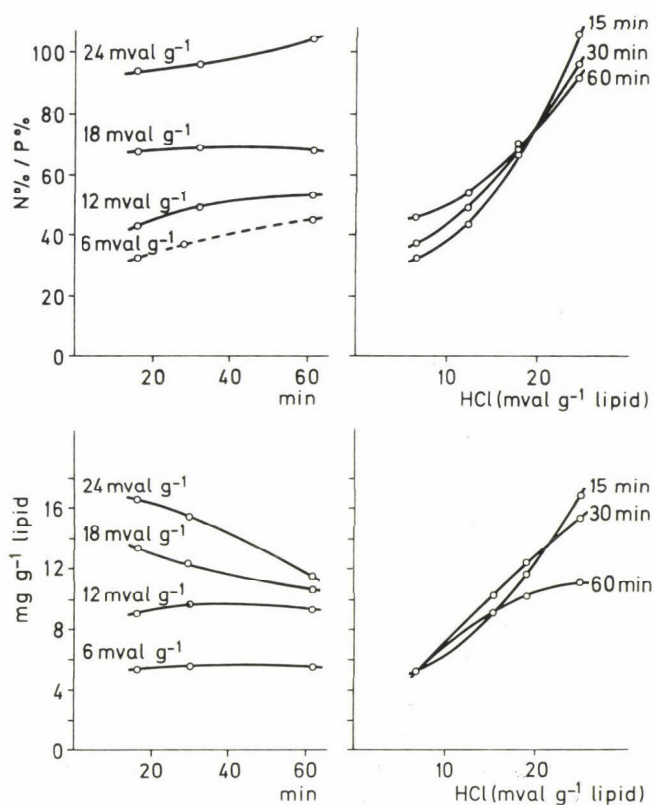 N% / P%
100
80
60
40
20
0
24 mval g⁻¹
18 mval g⁻¹
12 mval g⁻¹
6 mval g⁻¹
20 40 60
min
15 min
30 min
60 min
10 20
HCl (mval g⁻¹ lipid)
mg g⁻¹ lipid
16
12
8
4
0
24 mval g⁻¹
18 mval g⁻¹
12 mval g⁻¹
6 mval g⁻¹
20 40 60
min
15 min
30 min
60 min
10 20
HCl (mval g⁻¹ lipid)